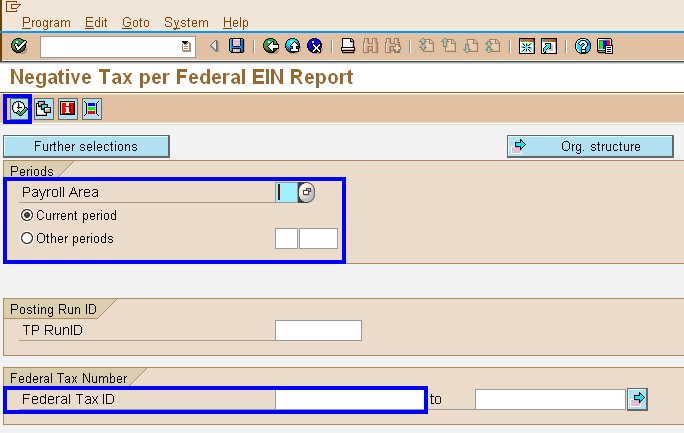 Program Edit Goto System Help
Negative Tax per Federal EIN Report
Further selections Org. structure
Periods
Payroll Area
Current period
Other periods
Posting Run ID
TP RunID
Federal Tax Number
Federal Tax ID to